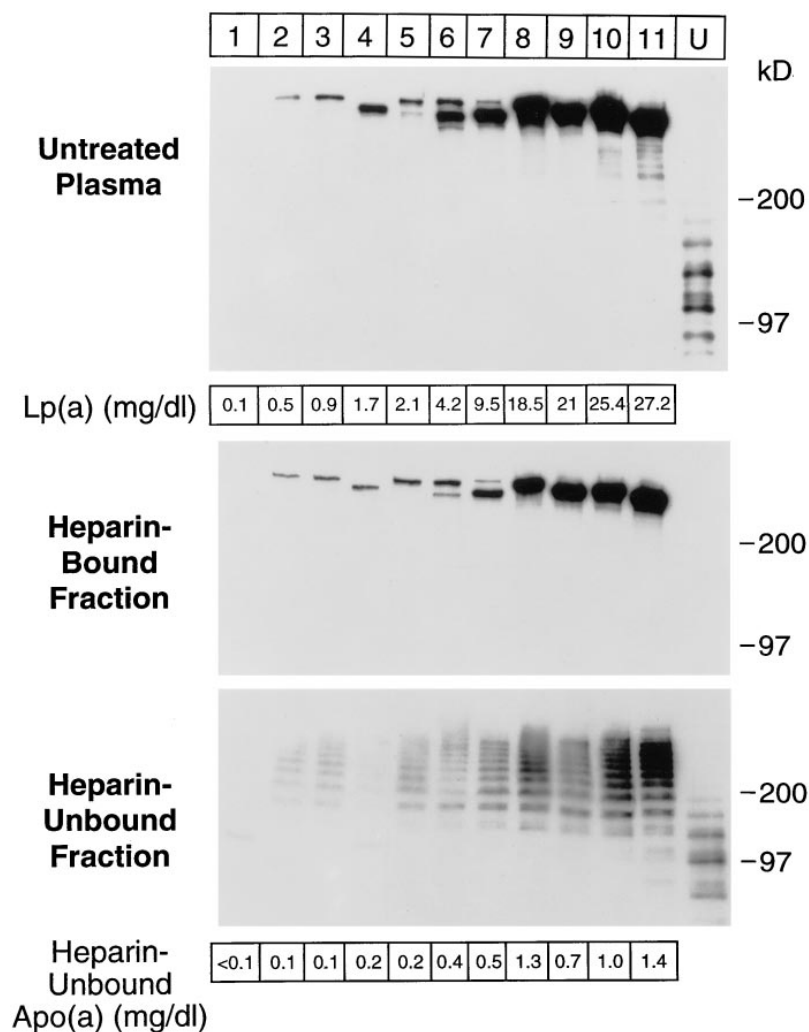 1 2 3 4 5 6 7 8 9 10 11 U
kD
Untreated
Plasma
–200
–97
Lp(a) (mg/dl) 0.1 0.5 0.9 1.7 2.1 4.2 9.5 18.5 21 25.4 27.2
Heparin-
Bound
Fraction
–200
–97
Heparin-
Unbound
Fraction
–200
–97
Heparin-
Unbound
Apo(a) (mg/dl)
<0.1 0.1 0.1 0.2 0.2 0.4 0.5 1.3 0.7 1.0 1.4